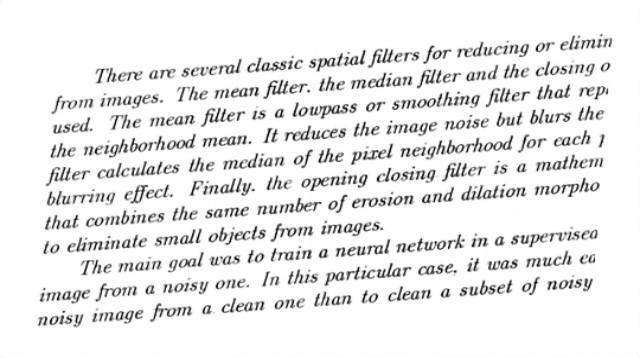 There are several classic spatial filters for reducing or elimin
from images. The mean filter, the median filter and the closing o
used. The mean filter is a lowpass or smoothing filter that repl
the neighborhood mean. It reduces the image noise but blurs the
filter calculates the median of the pixel neighborhood for each p
blurring effect. Finally, the opening closing filter is a mathem
that combines the same number of erosion and dilation morpho
to eliminate small objects from images.
The main goal was to train a neural network in a supervised
image from a noisy one. In this particular case, it was much ea
noisy image from a clean one than to clean a subset of noisy